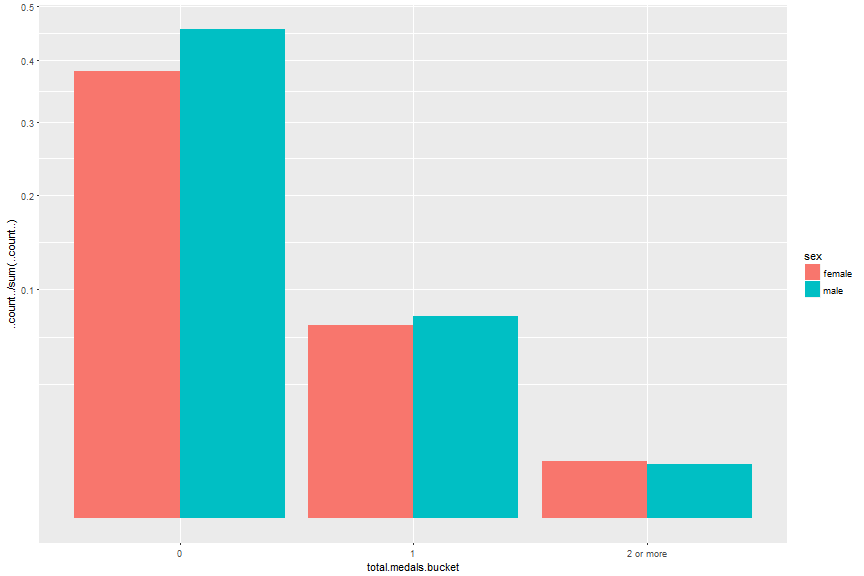 0.5
0.4
0.3
0.2
0.1
..count../sum(..count..)
0
1
2 or more
total.medals.bucket
sex
female
male